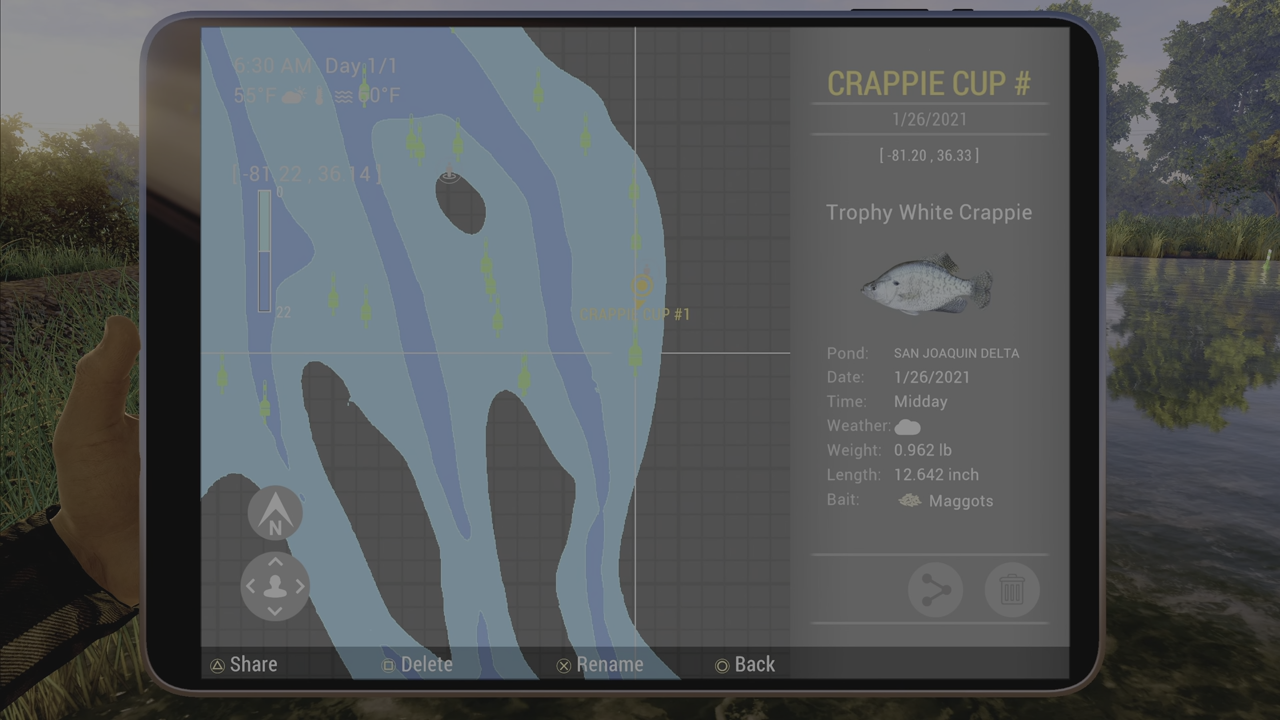 6:30 AM Day 1/1
55°F 60°F
[ -81.22 , 36.14 ]
0
22
CRAPPIE CUP #1
N
CRAPPIE CUP #
1/26/2021
[ -81.20 , 36.33 ]
Trophy White Crappie
Pond: SAN JOAQUIN DELTA
Date: 1/26/2021
Time: Midday
Weather:
Weight: 0.962 lb
Length: 12.642 inch
Bait: Maggots
Share Delete Rename Back